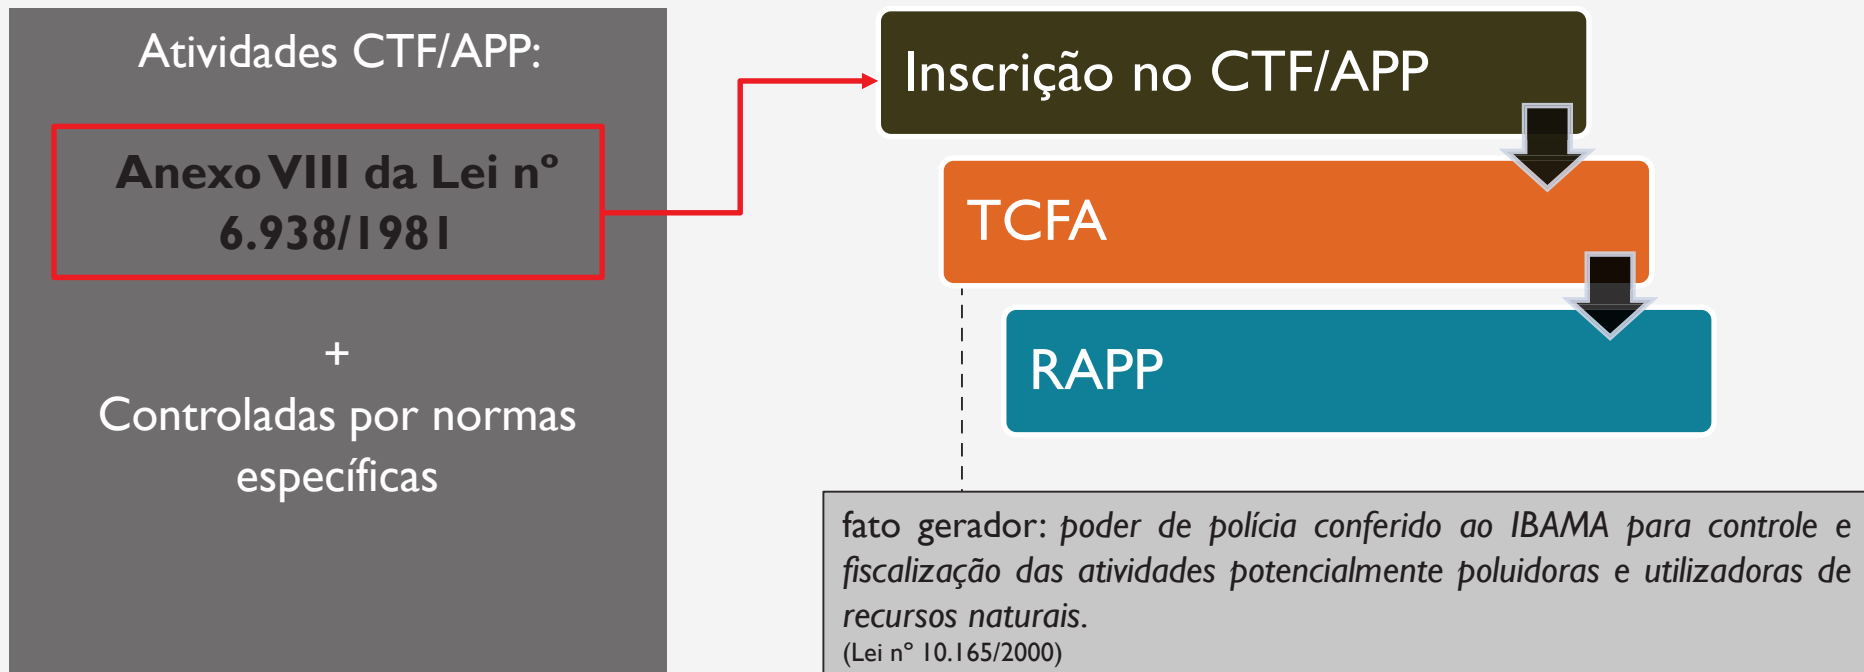 Atividades CTF/APP:
Anexo VIII da Lei nº
6.938/1981
+
Controladas por normas
específicas
Inscrição no CTF/APP
TCFA
RAPP
fato gerador: poder de polícia conferido ao IBAMA para controle e
fiscalização das atividades potencialmente poluidoras e utilizadoras de
recursos naturais.
(Lei nº 10.165/2000)